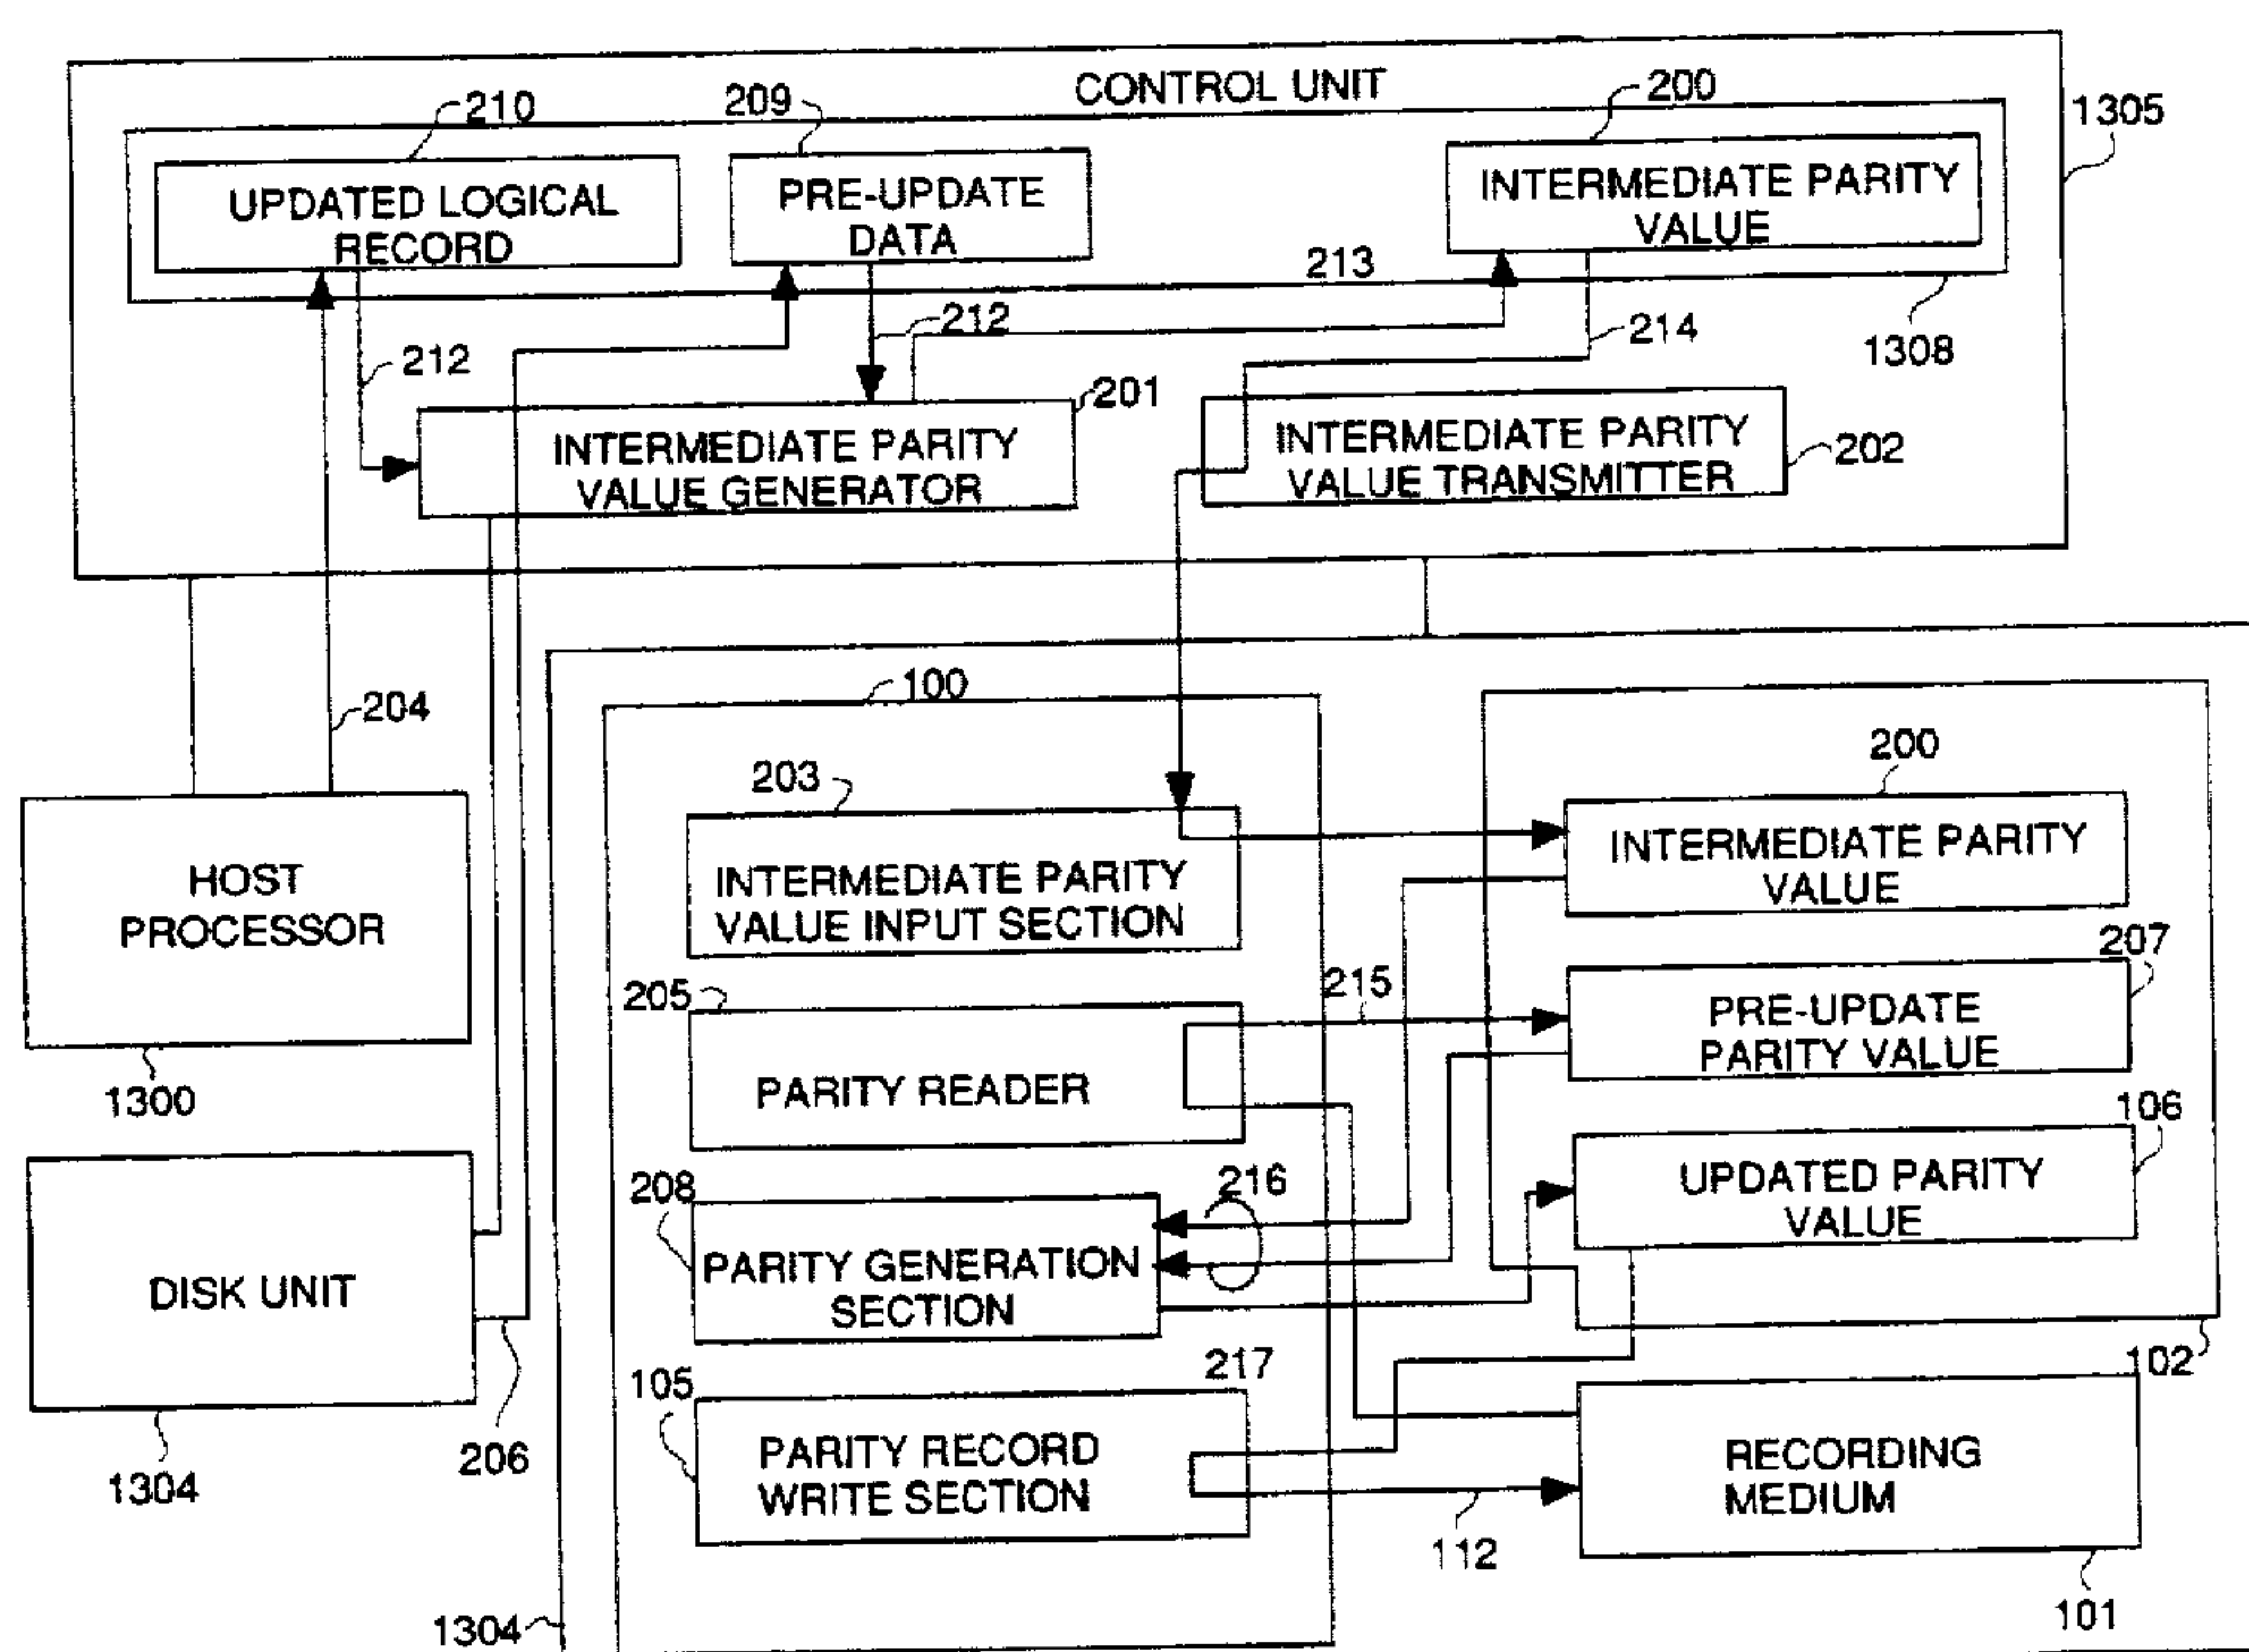 CONTROL UNIT
210
209
200
1305
UPDATED LOGICAL
RECORD
PRE-UPDATE
DATA
INTERMEDIATE PARITY
VALUE
213
212
212
214
1308
201
INTERMEDIATE PARITY
VALUE GENERATOR
INTERMEDIATE PARITY
VALUE TRANSMITTER
202
204
100
203
200
HOST
PROCESSOR
1300
INTERMEDIATE PARITY
VALUE INPUT SECTION
INTERMEDIATE PARITY
VALUE
207
205
215
PARITY READER
PRE-UPDATE
PARITY VALUE
106
208
216
UPDATED PARITY
VALUE
DISK UNIT
PARITY GENERATION
SECTION
102
1304
206
105
217
PARITY RECORD
WRITE SECTION
112
RECORDING
MEDIUM
101
1304